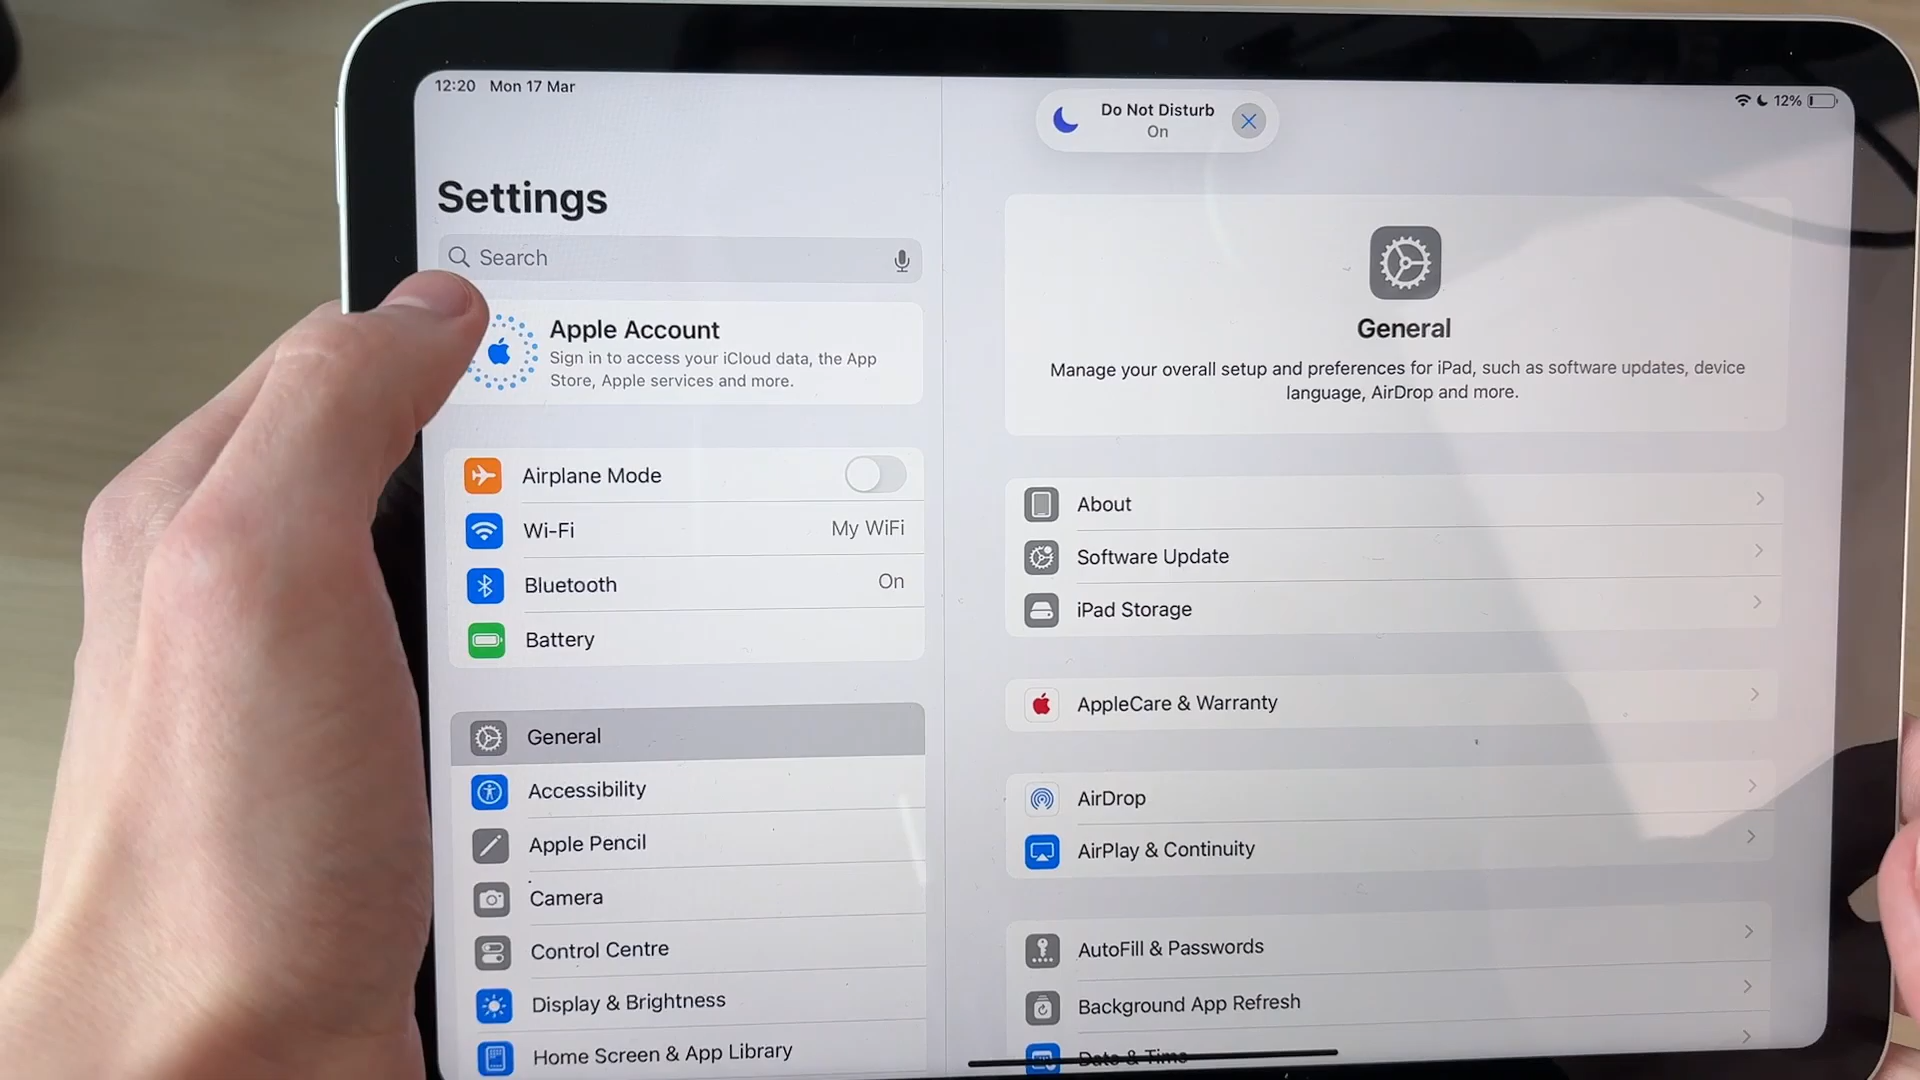 12:20 Mon 17 Mar
Do Not Disturb
On
12%
Settings
Search
Apple Account
Sign in to access your iCloud data, the App
Store, Apple services and more.
Airplane Mode
Wi-Fi
My WiFi
Bluetooth
On
Battery
General
Accessibility
Apple Pencil
Camera
Control Centre
Display & Brightness
Home Screen & App Library
General
Manage your overall setup and preferences for iPad, such as software updates, device
language, AirDrop and more.
About
Software Update
iPad Storage
AppleCare & Warranty
AirDrop
AirPlay & Continuity
AutoFill & Passwords
Background App Refresh
Date & Time